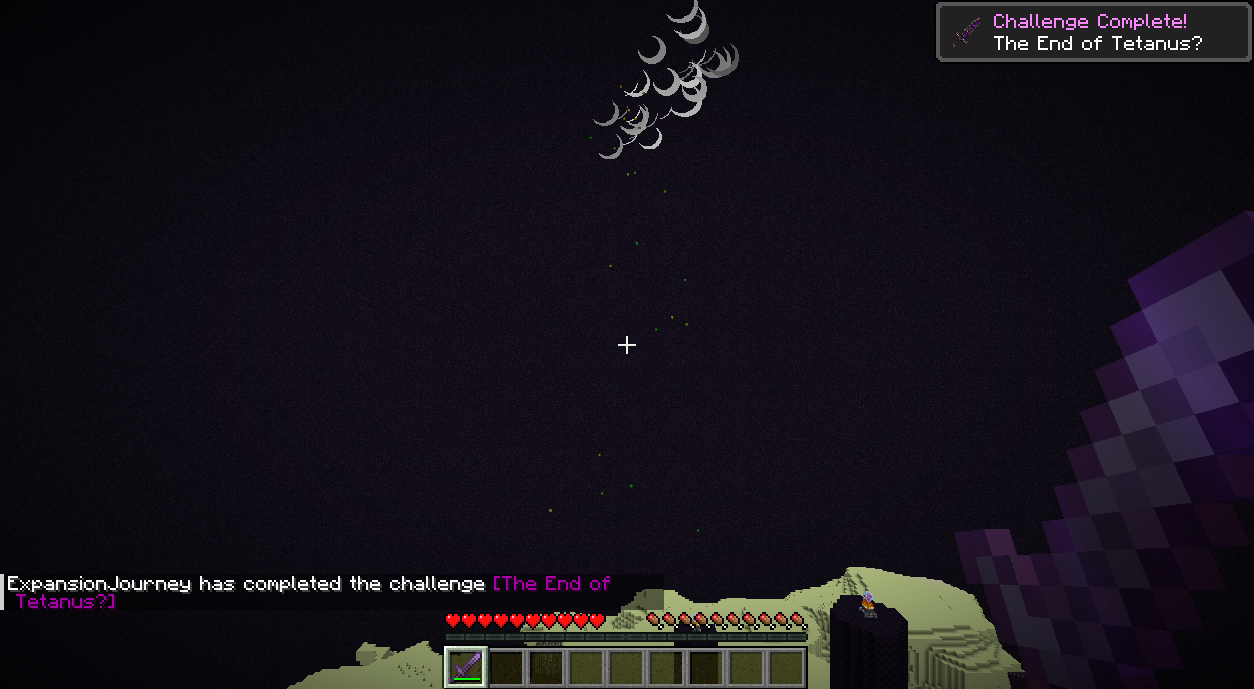 Challenge Complete!
The End of Tetanus?
ExpansionJourney has completed the challenge [The End of
Tetanus?]